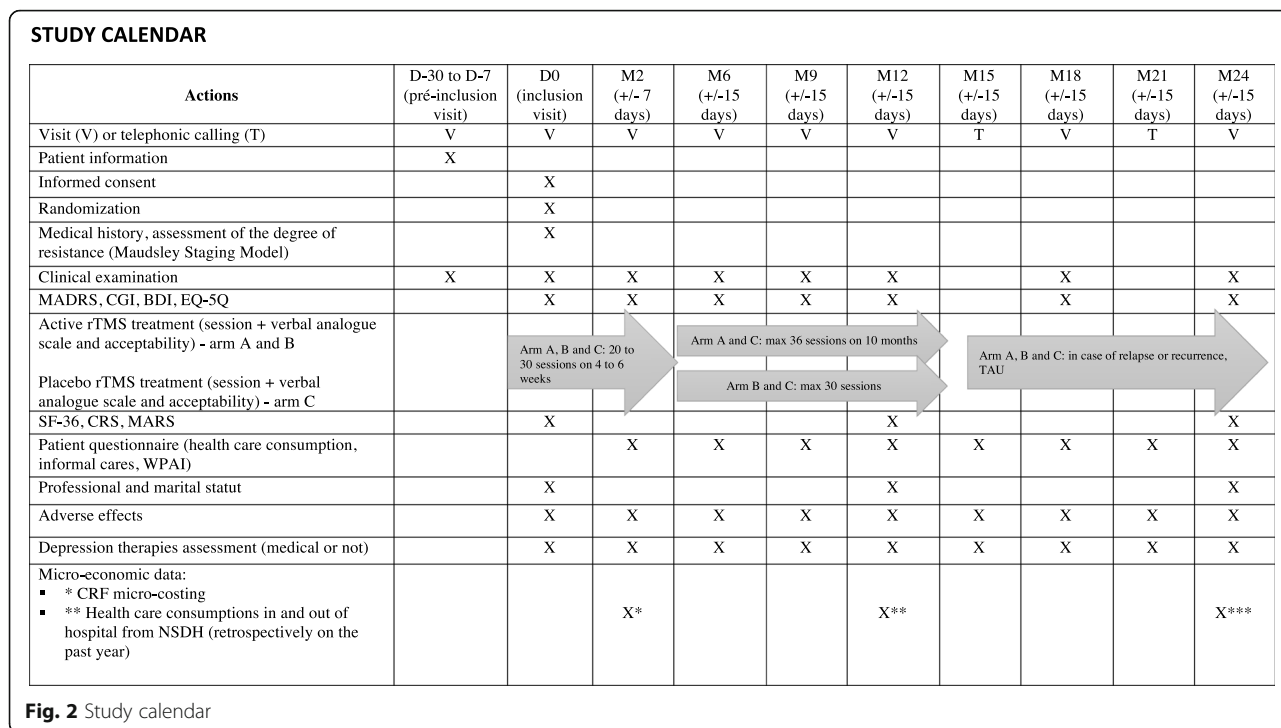 STUDY CALENDAR
Actions
D-30 to D-7
(pré-inclusion
visit)
D0
(inclusion
visit)
M2
(+/- 7
days)
M6
(+/-15
days)
M9
(+/-15
days)
M12
(+/-15
days)
M15
(+/-15
days)
M18
(+/-15
days)
M21
(+/-15
days)
M24
(+/-15
days)
Visit (V) or telephonic calling (T) V V V V V V T V T V
Patient information X
Informed consent X
Randomization X
Medical history, assessment of the degree of
resistance (Maudsley Staging Model) X
Clinical examination X X X X X X X X
MADRS, CGI, BDI, EQ-5Q X X X X X X X
Active rTMS treatment (session + verbal analogue
scale and acceptability) - arm A and B
Placebo rTMS treatment (session + verbal
analogue scale and acceptability) - arm C
Arm A, B and C: 20 to
30 sessions on 4 to 6
weeks
Arm A and C: max 36 sessions on 10 months
Arm B and C: max 30 sessions
Arm A, B and C: in case of relapse or recurrence,
TAU
SF-36, CRS, MARS X X X
Patient questionnaire (health care consumption,
informal cares, WPAI) X X X X X X X X
Professional and marital statut X X X
Adverse effects X X X X X X X X X
Depression therapies assessment (medical or not) X X X X X X X X X
Micro-economic data:
▪ * CRF micro-costing
▪ ** Health care consumptions in and out of
hospital from NSDH (retrospectively on the
past year)
X* X** X***
Fig. 2 Study calendar